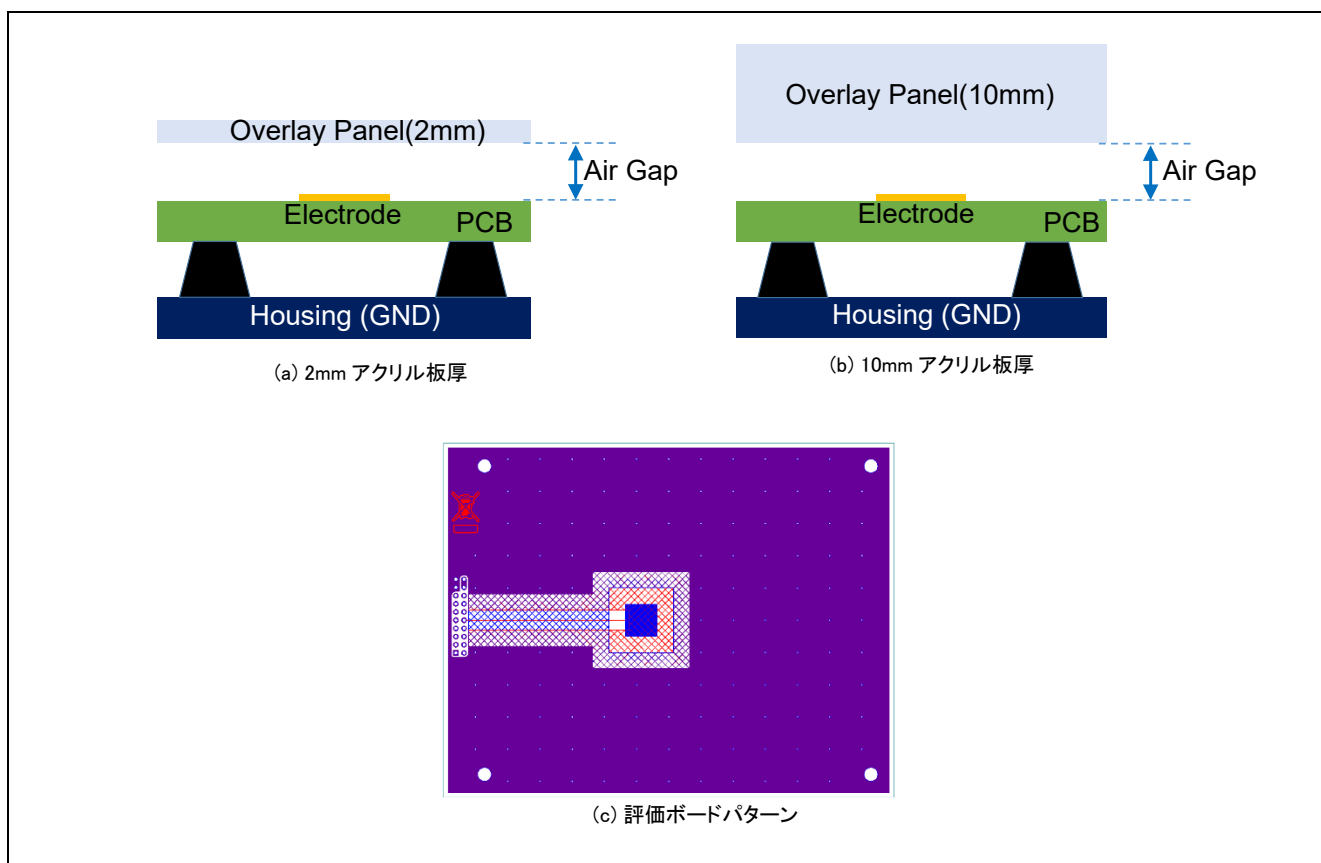 Overlay Panel(2mm)
Air Gap
Electrode
PCB
Housing (GND)
(a) 2mm アクリル板厚
Overlay Panel(10mm)
Air Gap
Electrode
PCB
Housing (GND)
(b) 10mm アクリル板厚
(c) 評価ボードパターン